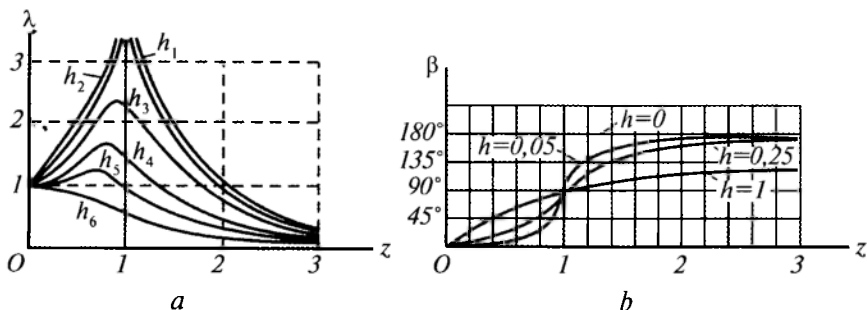 λ
3
2
1
O
1
2
3
z
h₁
h₂
h₃
h₄
h₅
h₆
a
β
180°
135°
90°
45°
O
1
2
3
z
h=0
h=0,05
h=0,25
h=1
b